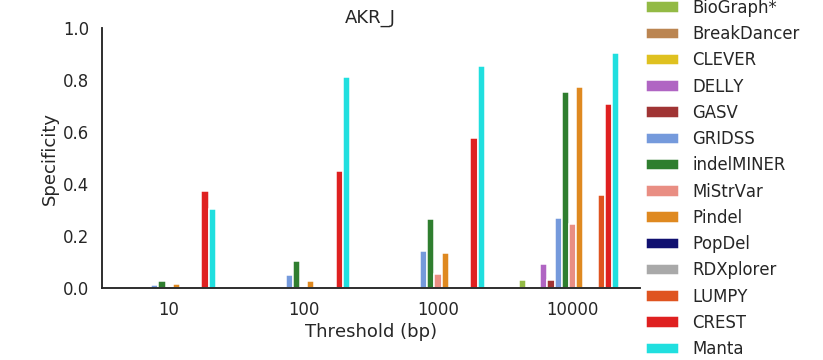 AKR_J
1.0
0.8
0.6
0.4
0.2
0.0
Specificity
10 100 1000 10000
Threshold (bp)
BioGraph*
BreakDancer
CLEVER
DELLY
GASV
GRIDSS
indelMINER
MiStrVar
Pindel
PopDel
RDXplorer
LUMPY
CREST
Manta